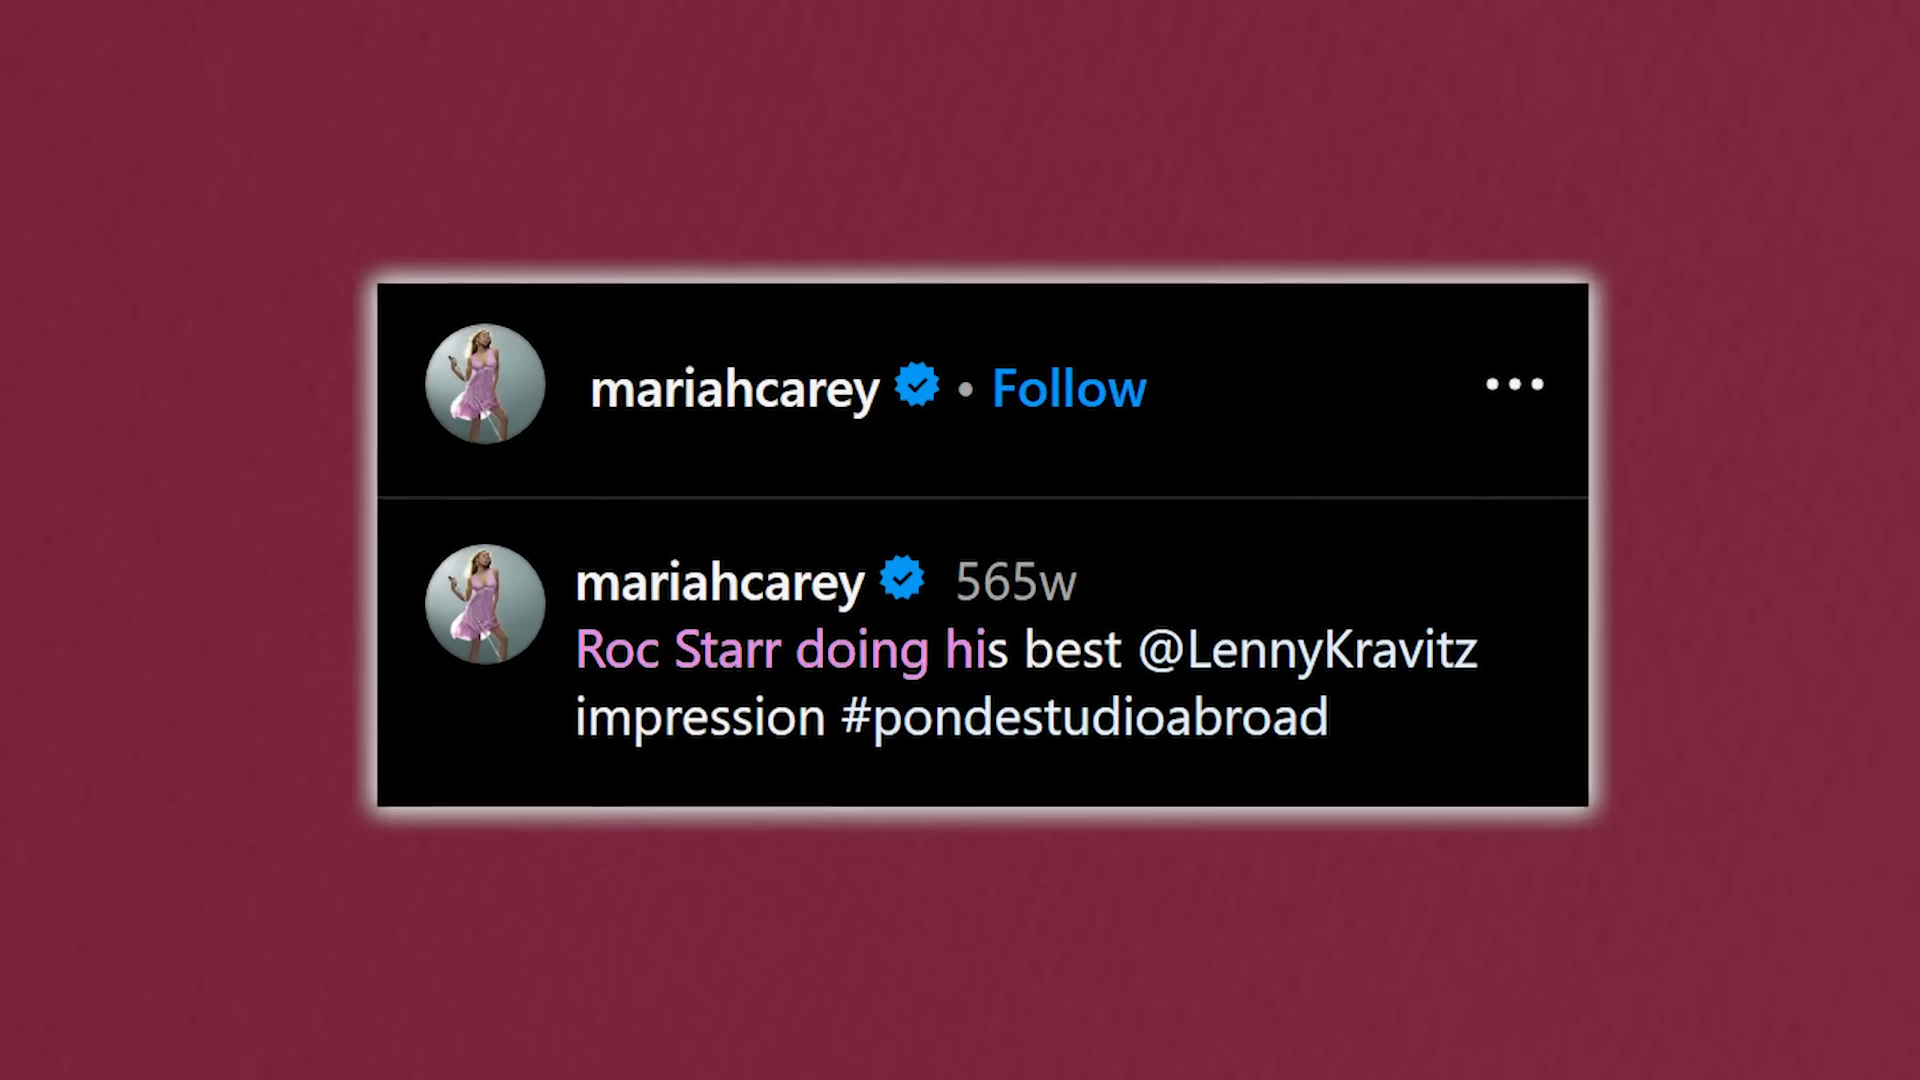 mariahcarey • Follow
mariahcarey 565w
Roc Starr doing his best @LennyKravitz
impression #pondestudioabroad